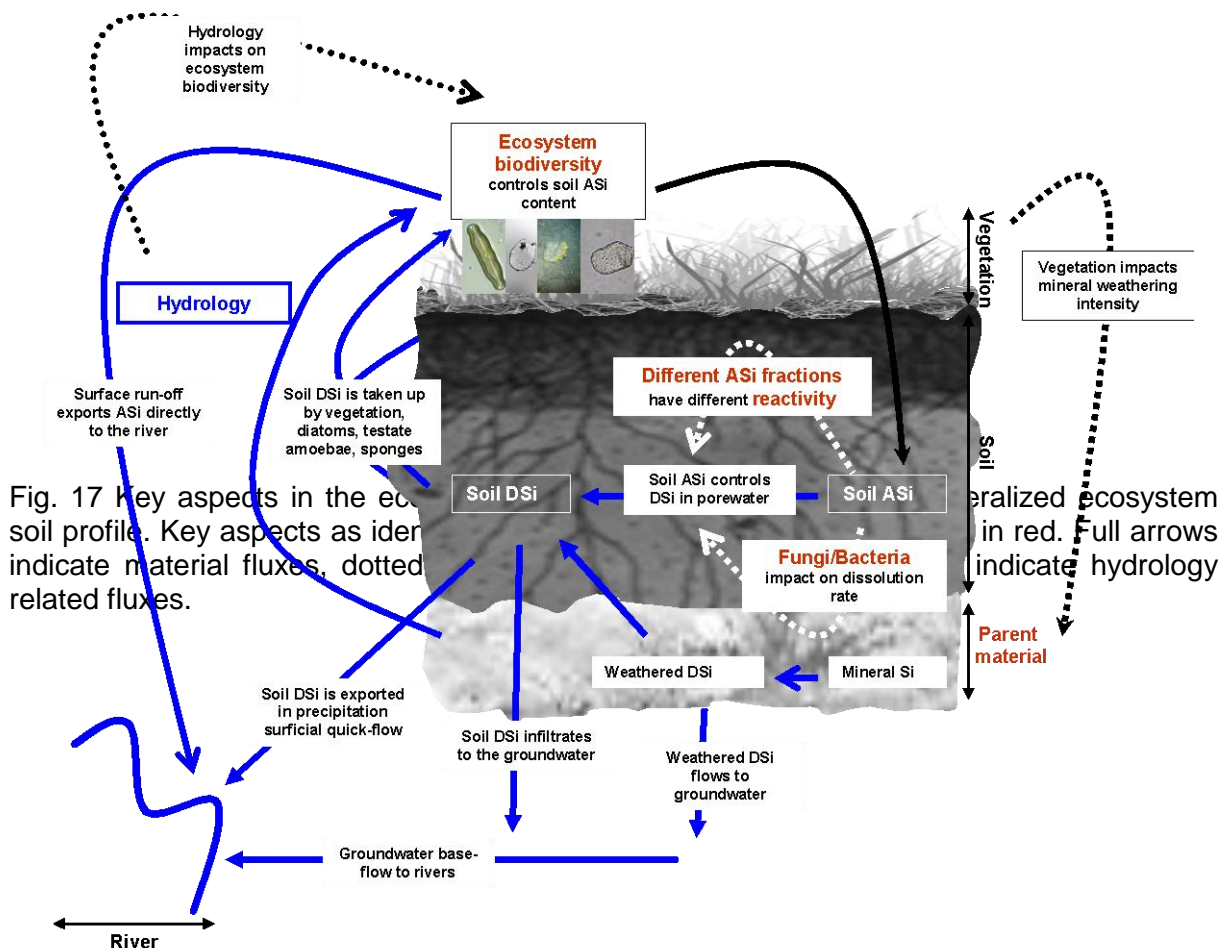 Hydrology
impacts on
ecosystem
biodiversity
Ecosystem
biodiversity
controls soil ASi
content
Vegetation
Vegetation impacts
mineral weathering
intensity
Hydrology
Surface run-off
exports ASi directly
to the river
Soil DSi is taken up
by vegetation,
diatoms, testate
amoebae, sponges
Different ASi fractions
have different reactivity
Soil
Soil DSi
Soil ASi controls
DSi in porewater
Soil ASi
Fungi/Bacteria
impact on dissolution
rate
Fig. 17 Key aspects in the eralized ecosystem
soil profile. Key aspects as in red. Full arrows
indicate material fluxes, dotted indicate hydrology
related fluxes.
Parent
material
Weathered DSi
Mineral Si
Soil DSi is exported
in precipitation
surficial quick-flow
Soil DSi infiltrates
to the groundwater
Weathered DSi
flows to
groundwater
Groundwater base-
flow to rivers
River